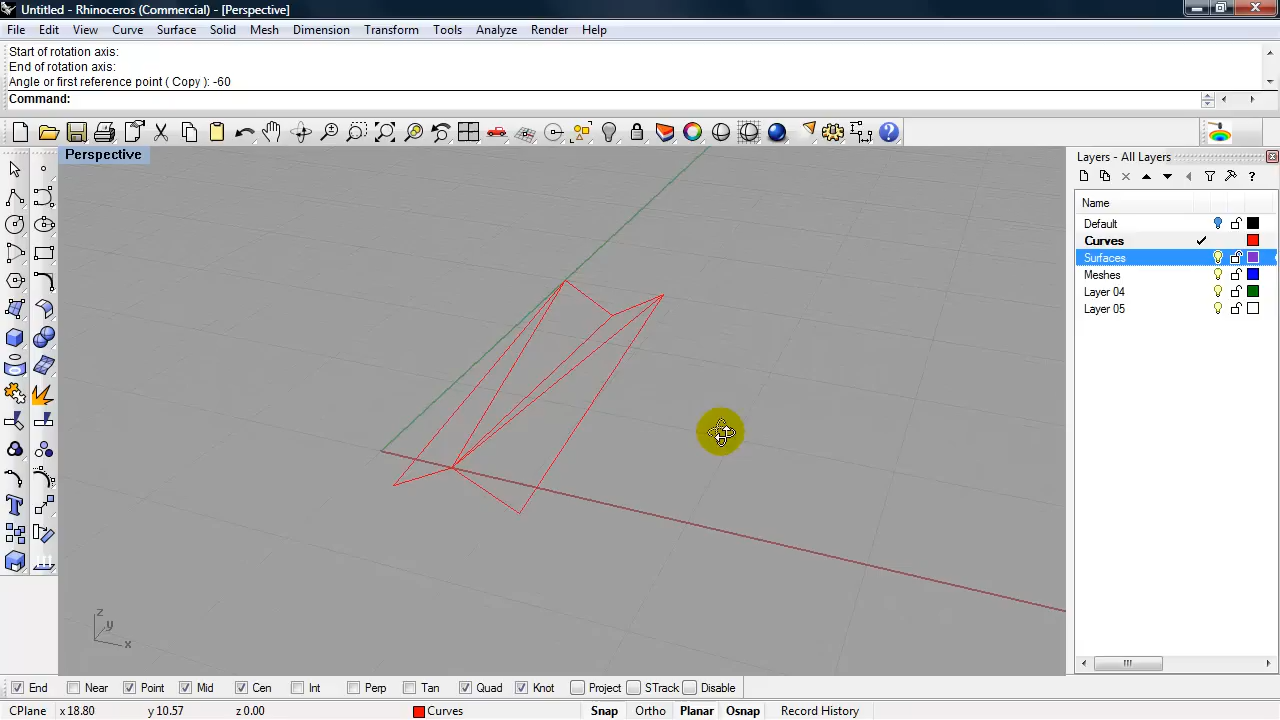 Untitled - Rhinoceros (Commercial) - [Perspective]
File Edit View Curve Surface Solid Mesh Dimension Transform Tools Analyze Render Help
Start of rotation axis:
End of rotation axis:
Angle or first reference point ( Copy ): -60
Command:
Perspective
Layers - All Layers
Name
Default
Curves
Surfaces
Meshes
Layer 04
Layer 05
z
y
x
End Near Point Mid Cen Int Perp Tan Quad Knot Project STrack Disable
CPlane x 18.80 y 10.57 z 0.00 Curves Snap Ortho Planar Osnap Record History